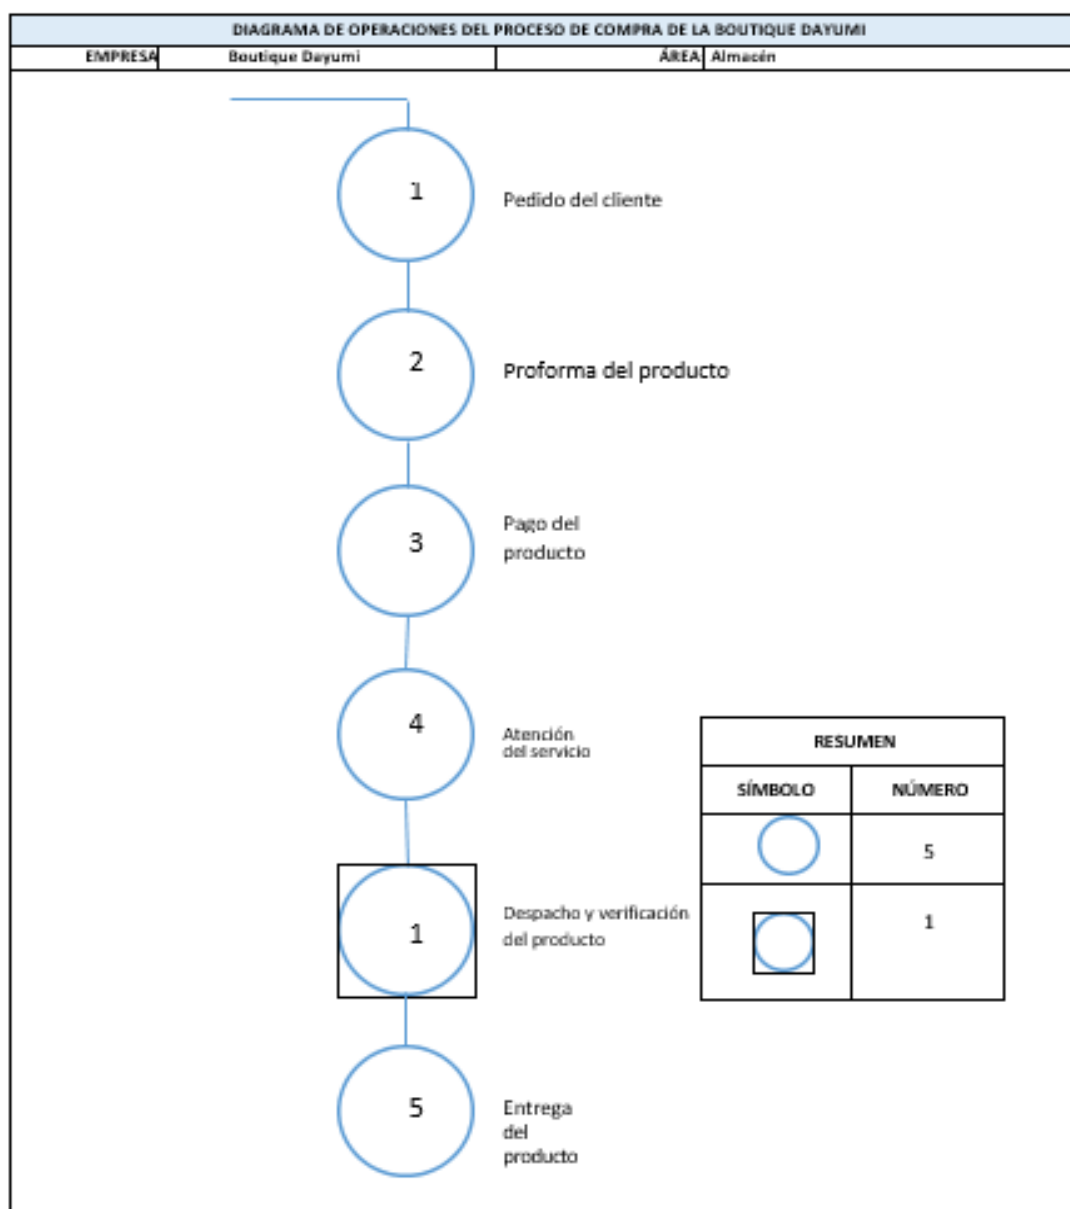 DIAGRAMA DE OPERACIONES DEL PROCESO DE COMPRA DE LA BOUTIQUE DAYUMI
EMPRESA Boutique Dayumi ÁREA Almacén
1
Pedido del cliente
2
Proforma del producto
3
Pago del
producto
4
Atención
del servicio
1
Despacho y verificación
del producto
5
Entrega
del
producto
RESUMEN
SÍMBOLO NÚMERO
5
1